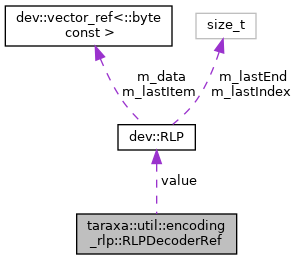 dev::vector_ref<::byte
const >
size_t
m_data
m_lastItem
m_lastEnd
m_lastIndex
dev::RLP
value
taraxa::util::encoding
_rlp::RLPDecoderRef